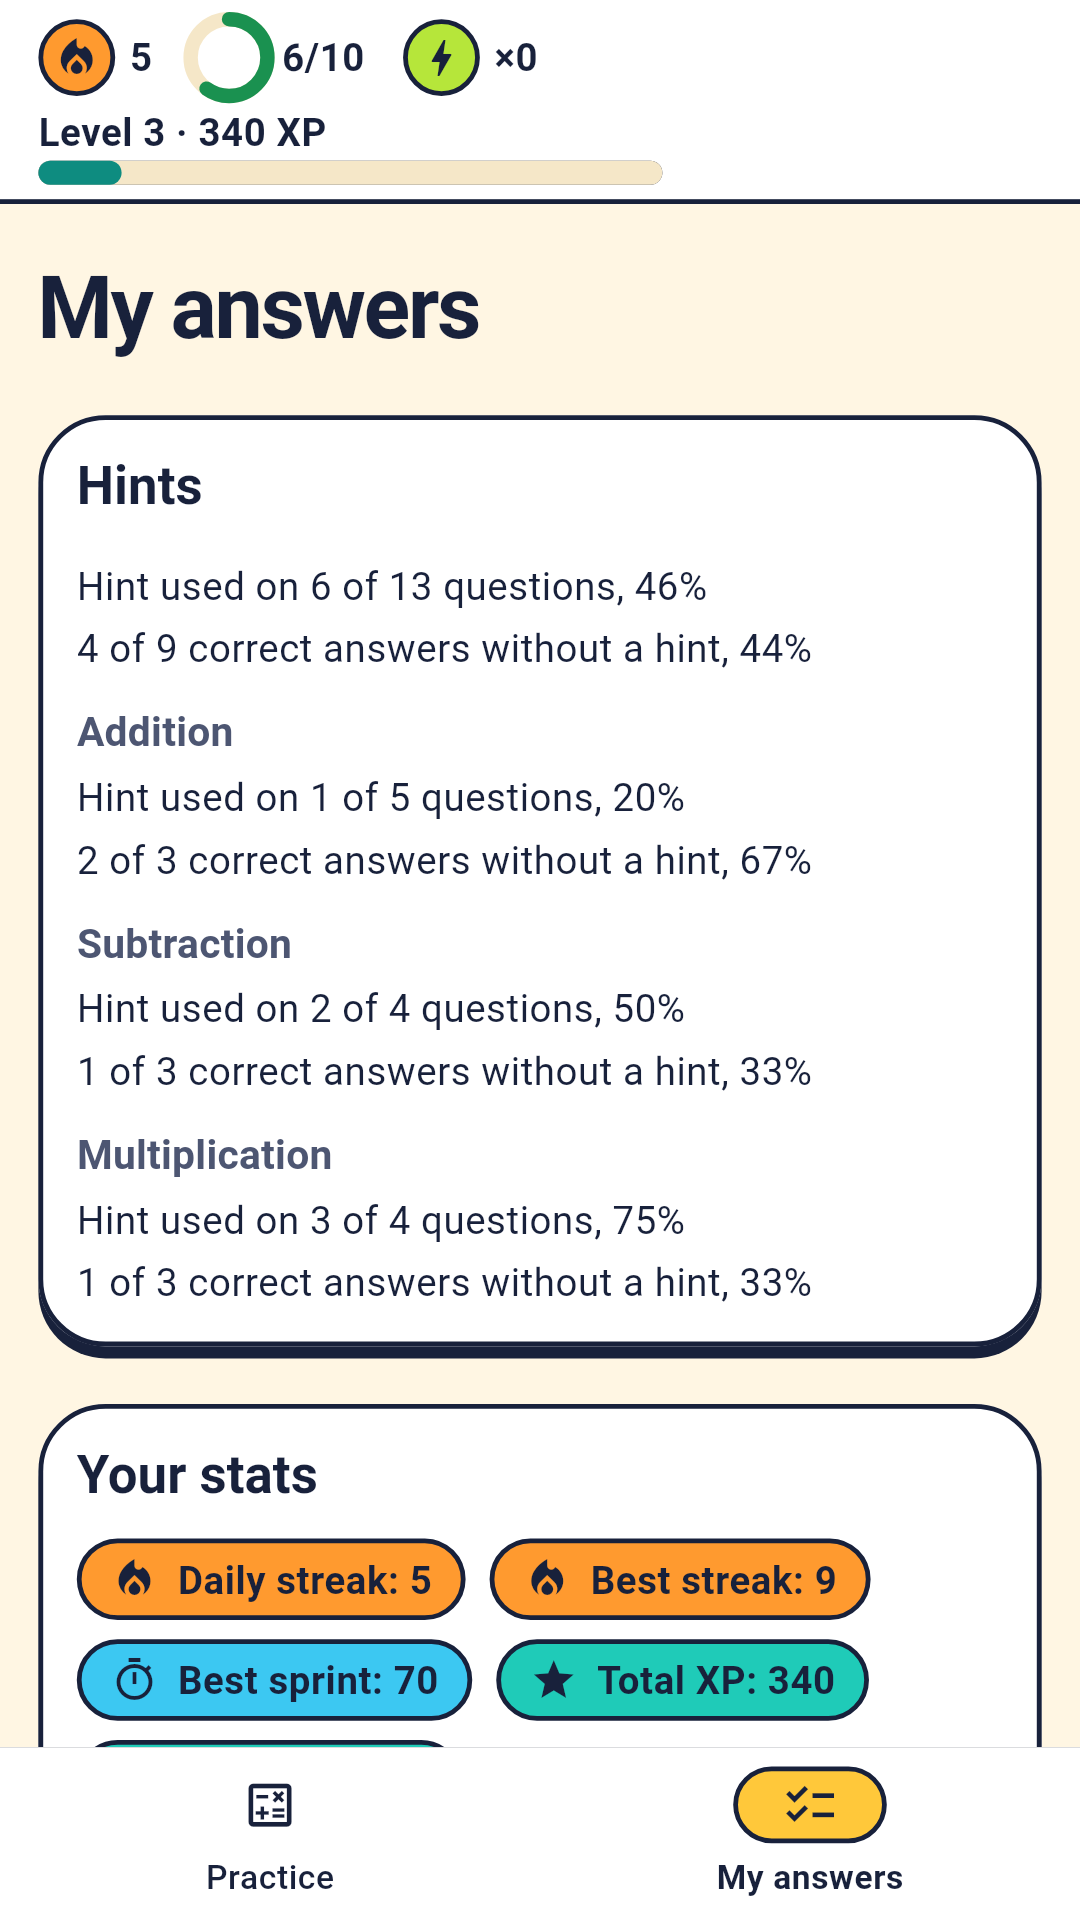 5
6/10
×0
Level 3 · 340 XP
My answers
Hints
Hint used on 6 of 13 questions, 46%
4 of 9 correct answers without a hint, 44%
Addition
Hint used on 1 of 5 questions, 20%
2 of 3 correct answers without a hint, 67%
Subtraction
Hint used on 2 of 4 questions, 50%
1 of 3 correct answers without a hint, 33%
Multiplication
Hint used on 3 of 4 questions, 75%
1 of 3 correct answers without a hint, 33%
Your stats
Daily streak: 5
Best streak: 9
Best sprint: 70
Total XP: 340
Practice
My answers